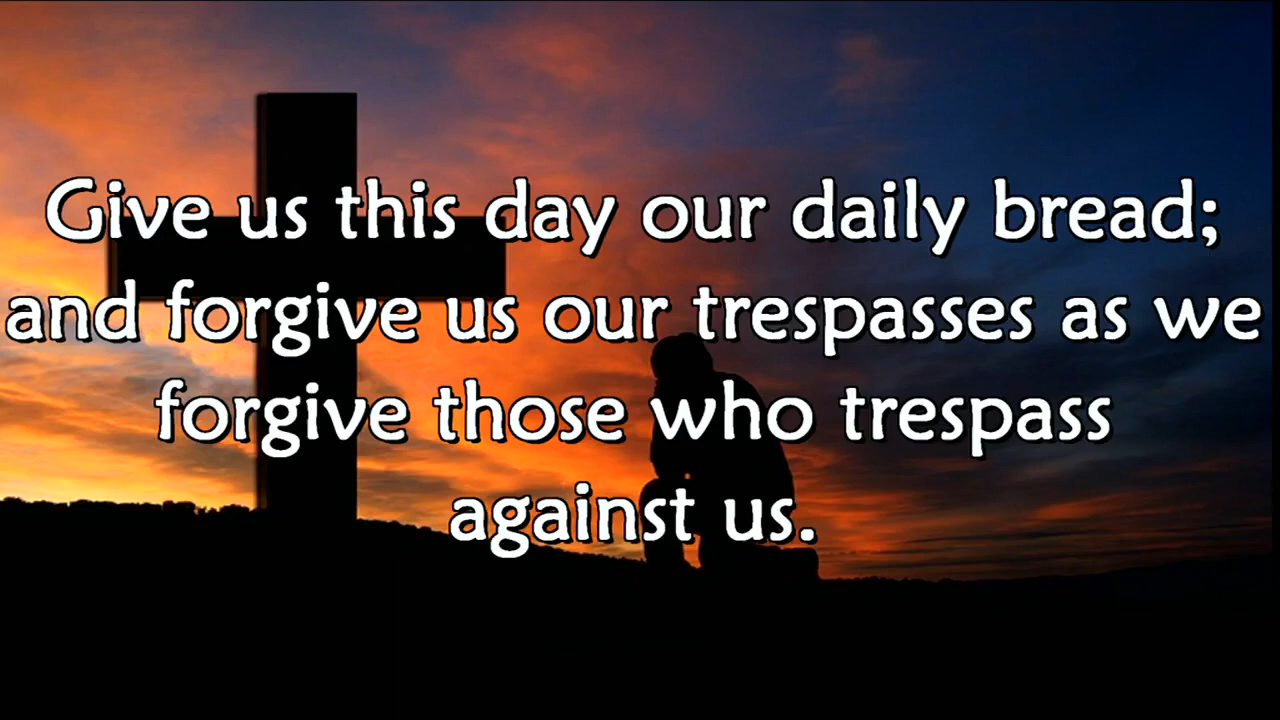 Give us this day our daily bread;
and forgive us our trespasses as we
forgive those who trespass
against us.